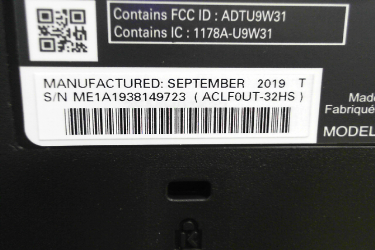 Contains FCC ID : ADTU9W31
Contains IC : 1178A-U9W31
MANUFACTURED: SEPTEMBER 2019 T
S/N ME1A1938149723 ( ACLF0UT-32HS )
Made
Fabriqué
MODEL